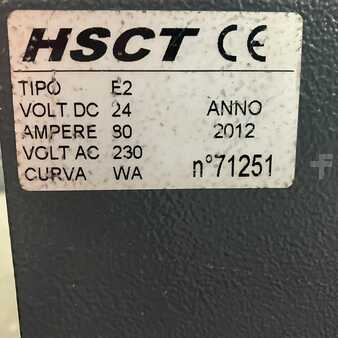 HSCT CE
TIPO E2
VOLT DC 24 ANNO
AMPERE 80 2012
VOLT AC 230
CURVA WA n°71251